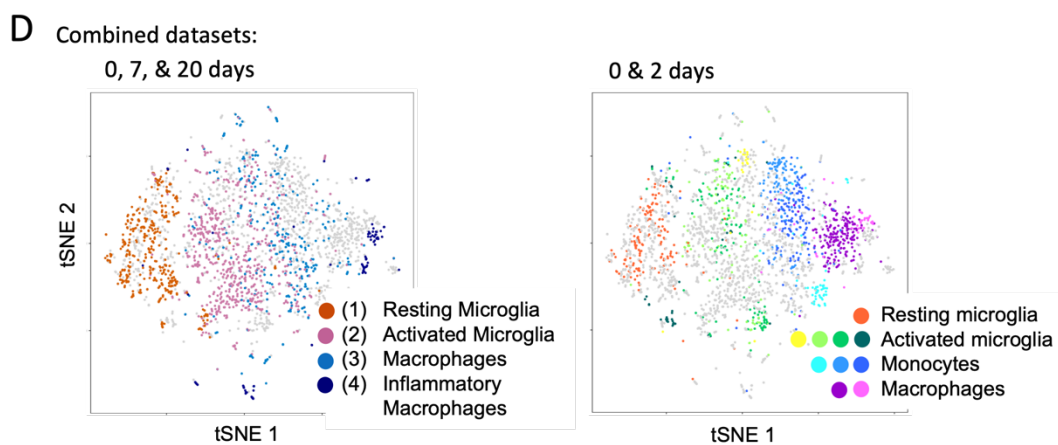 D
Combined datasets:
0, 7, & 20 days
0 & 2 days
tSNE 2
(1) Resting Microglia
(2) Activated Microglia
(3) Macrophages
(4) Inflammatory
Macrophages
tSNE 1
Resting microglia
Activated microglia
Monocytes
Macrophages
tSNE 1